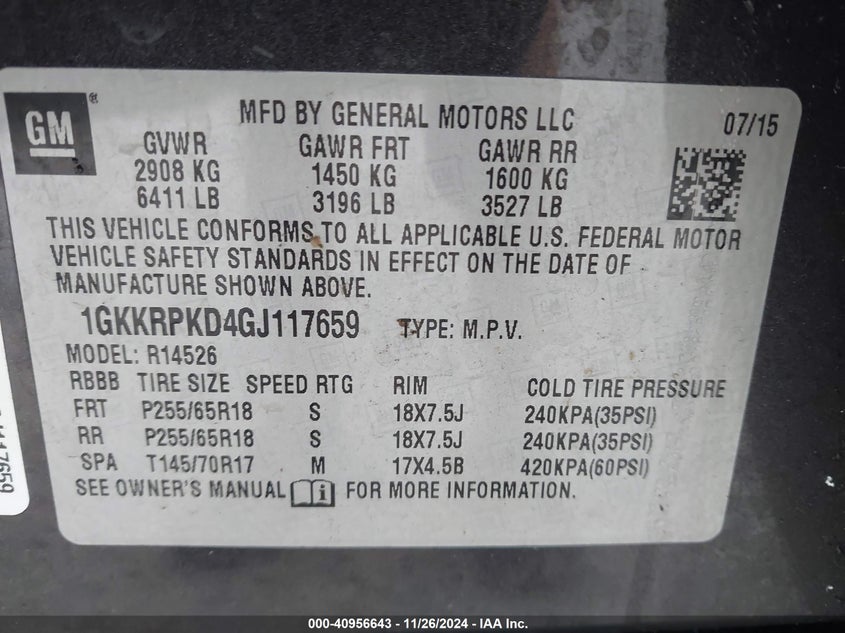 GM
MFD BY GENERAL MOTORS LLC 07/15
GVWR GAWR FRT GAWR RR
2908 KG 1450 KG 1600 KG
6411 LB 3196 LB 3527 LB
THIS VEHICLE CONFORMS TO ALL APPLICABLE U.S. FEDERAL MOTOR
VEHICLE SAFETY STANDARDS IN EFFECT ON THE DATE OF
MANUFACTURE SHOWN ABOVE.
1GKKRPKD4GJ117659 TYPE: M.P.V.
MODEL: R14526
RBBB TIRE SIZE SPEED RTG RIM COLD TIRE PRESSURE
FRT P255/65R18 S 18X7.5J 240KPA(35PSI)
RR P255/65R18 S 18X7.5J 240KPA(35PSI)
SPA T145/70R17 M 17X4.5B 420KPA(60PSI)
SEE OWNER'S MANUAL FOR MORE INFORMATION.
000-40956643 - 11/26/2024 - IAA Inc.